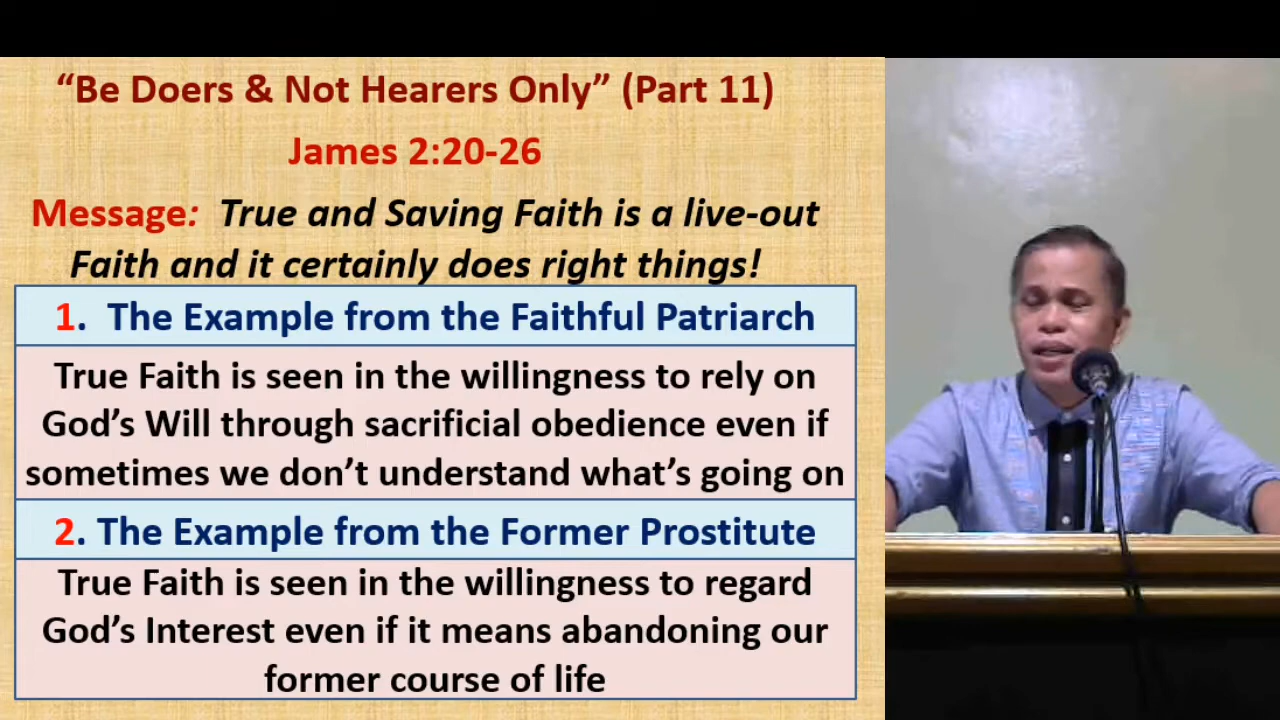 “Be Doers & Not Hearers Only” (Part 11)
James 2:20-26
Message:  True and Saving Faith is a live-out
Faith and it certainly does right things!
1.  The Example from the Faithful Patriarch
True Faith is seen in the willingness to rely on
God’s Will through sacrificial obedience even if
sometimes we don’t understand what’s going on
2. The Example from the Former Prostitute
True Faith is seen in the willingness to regard
God’s Interest even if it means abandoning our
former course of life